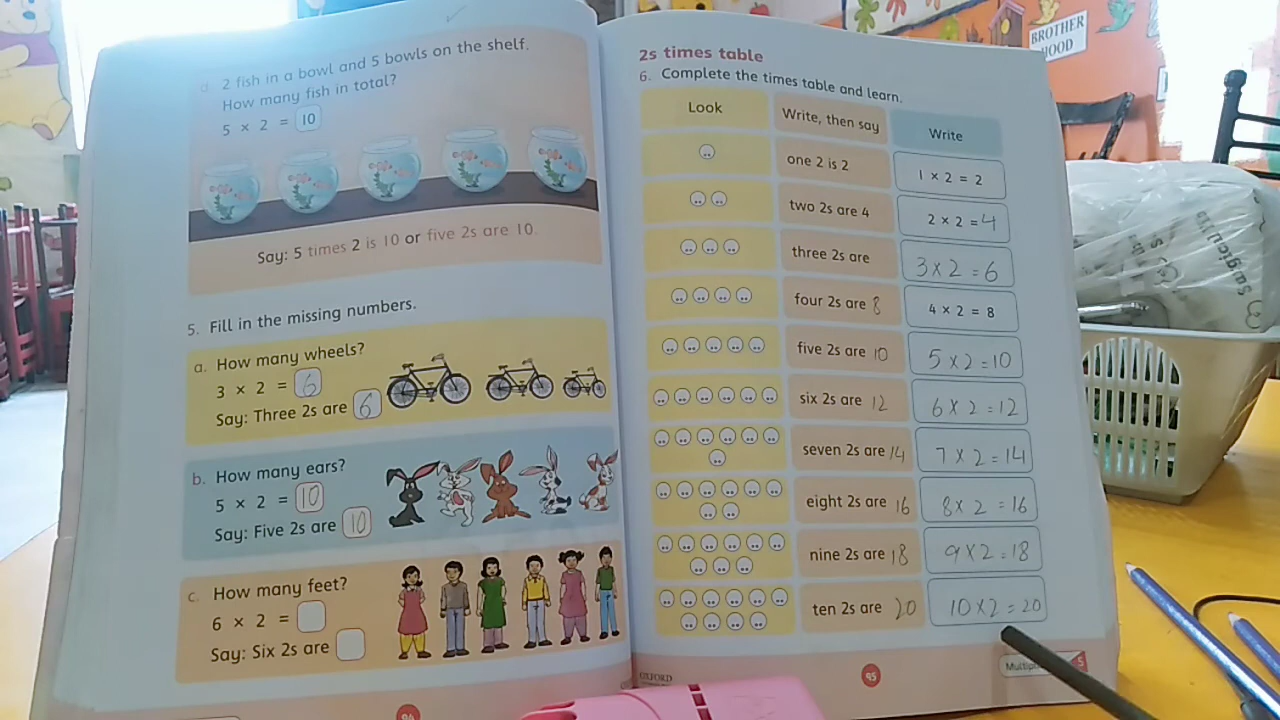 d. 2 fish in a bowl and 5 bowls on the shelf.
How many fish in total?
5 × 2 = 10
Say: 5 times 2 is 10 or five 2s are 10.
5. Fill in the missing numbers.
a. How many wheels?
3 × 2 = 6
Say: Three 2s are 6
b. How many ears?
5 × 2 = 10
Say: Five 2s are 10
c. How many feet?
6 × 2 =
Say: Six 2s are
94
2s times table
6. Complete the times table and learn.
Look Write, then say Write
one 2 is 2 1 × 2 = 2
two 2s are 4 2 × 2 = 4
three 2s are 3 × 2 = 6
four 2s are 8 4 × 2 = 8
five 2s are 10 5 × 2 = 10
six 2s are 12 6 × 2 = 12
seven 2s are 14 7 × 2 = 14
eight 2s are 16 8 × 2 = 16
nine 2s are 18 9 × 2 = 18
ten 2s are 20 10 × 2 = 20
OXFORD
95
5
BROTHER
HOOD